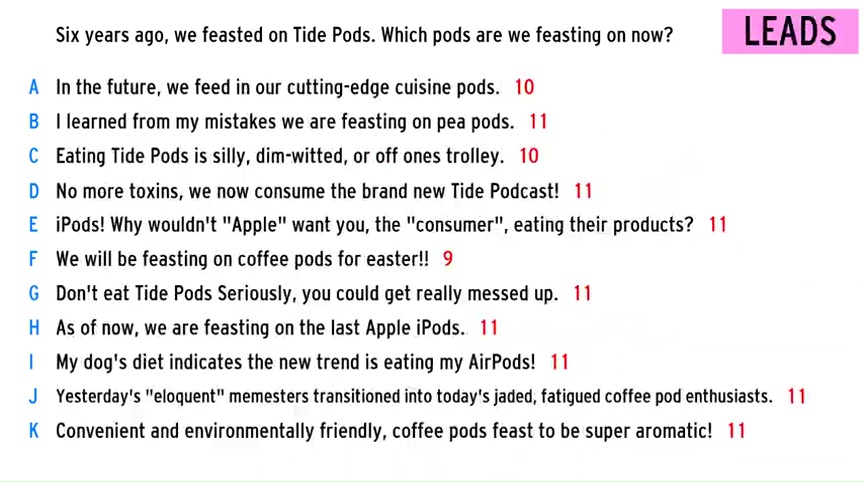 Six years ago, we feasted on Tide Pods. Which pods are we feasting on now? LEADS
A In the future, we feed in our cutting-edge cuisine pods. 10
B I learned from my mistakes we are feasting on pea pods. 11
C Eating Tide Pods is silly, dim-witted, or off ones trolley. 10
D No more toxins, we now consume the brand new Tide Podcast! 11
E iPods! Why wouldn't "Apple" want you, the "consumer", eating their products? 11
F We will be feasting on coffee pods for easter!! 9
G Don't eat Tide Pods Seriously, you could get really messed up. 11
H As of now, we are feasting on the last Apple iPods. 11
I My dog's diet indicates the new trend is eating my AirPods! 11
J Yesterday's "eloquent" memesters transitioned into today's jaded, fatigued coffee pod enthusiasts. 11
K Convenient and environmentally friendly, coffee pods feast to be super aromatic! 11